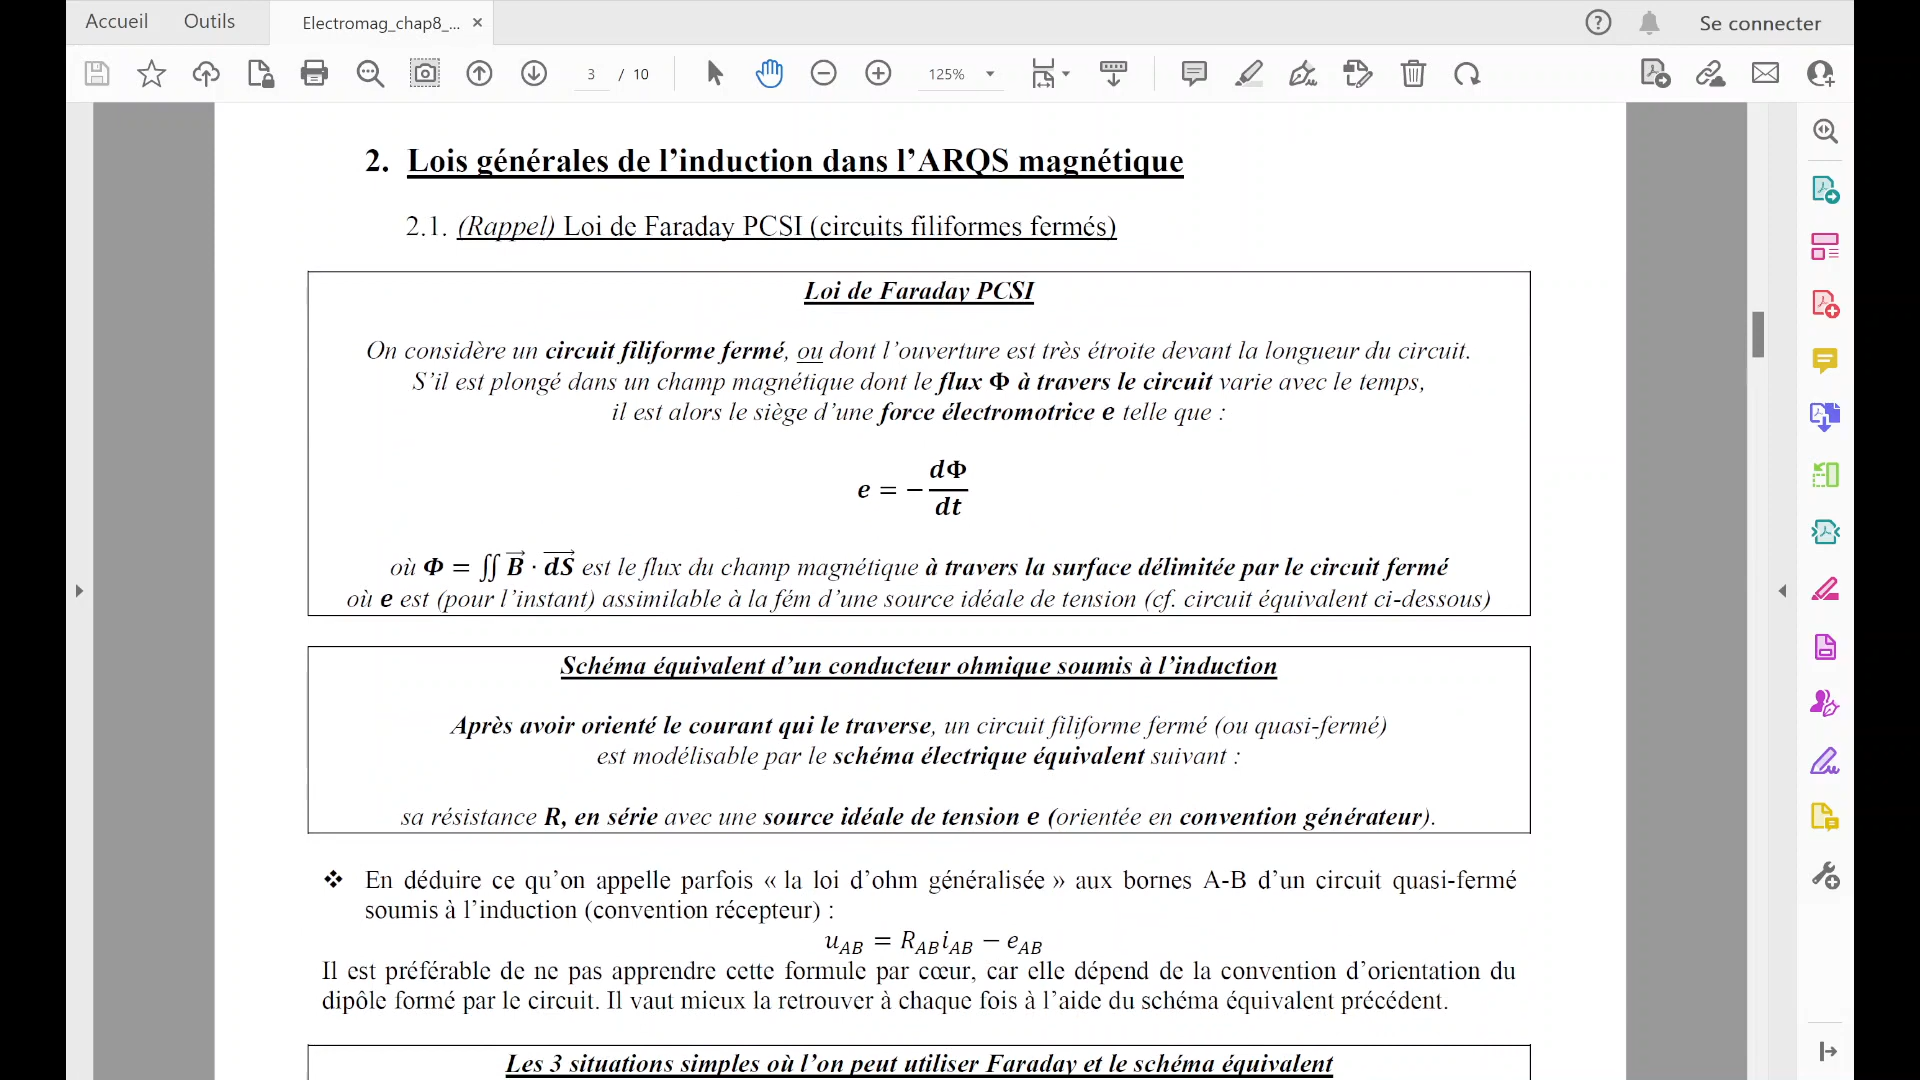 Accueil Outils Electromag_chap8_... × Se connecter
3 / 10 125%
2. Lois générales de l’induction dans l’ARQS magnétique
2.1. (Rappel) Loi de Faraday PCSI (circuits filiformes fermés)
Loi de Faraday PCSI
On considère un circuit filiforme fermé, ou dont l’ouverture est très étroite devant la longueur du circuit.
S’il est plongé dans un champ magnétique dont le flux Φ à travers le circuit varie avec le temps,
il est alors le siège d’une force électromotrice e telle que :
e = − dΦ/dt
où Φ = ∬ B⃗ · dS⃗ est le flux du champ magnétique à travers la surface délimitée par le circuit fermé
où e est (pour l’instant) assimilable à la fém d’une source idéale de tension (cf. circuit équivalent ci-dessous)
Schéma équivalent d’un conducteur ohmique soumis à l’induction
Après avoir orienté le courant qui le traverse, un circuit filiforme fermé (ou quasi-fermé)
est modélisable par le schéma électrique équivalent suivant :
sa résistance R, en série avec une source idéale de tension e (orientée en convention générateur).
❖ En déduire ce qu’on appelle parfois « la loi d’ohm généralisée » aux bornes A-B d’un circuit quasi-fermé
soumis à l’induction (convention récepteur) :
u_AB = R_AB i_AB − e_AB
Il est préférable de ne pas apprendre cette formule par cœur, car elle dépend de la convention d’orientation du
dipôle formé par le circuit. Il vaut mieux la retrouver à chaque fois à l’aide du schéma équivalent précédent.
Les 3 situations simples où l’on peut utiliser Faraday et le schéma équivalent